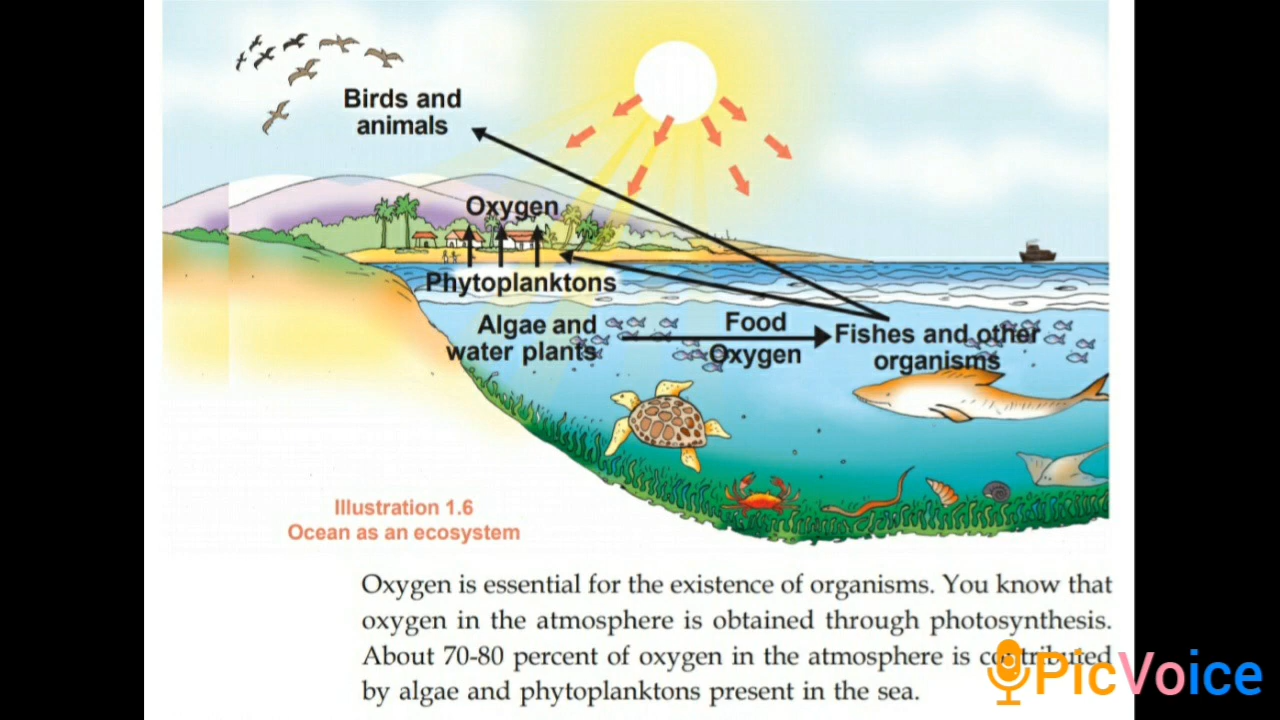 Birds and
animals
Oxygen
Phytoplanktons
Algae and
water plants
Food
Oxygen
Fishes and other
organisms
Illustration 1.6
Ocean as an ecosystem
Oxygen is essential for the existence of organisms. You know that
oxygen in the atmosphere is obtained through photosynthesis.
About 70-80 percent of oxygen in the atmosphere is contributed
by algae and phytoplanktons present in the sea.
PicVoice